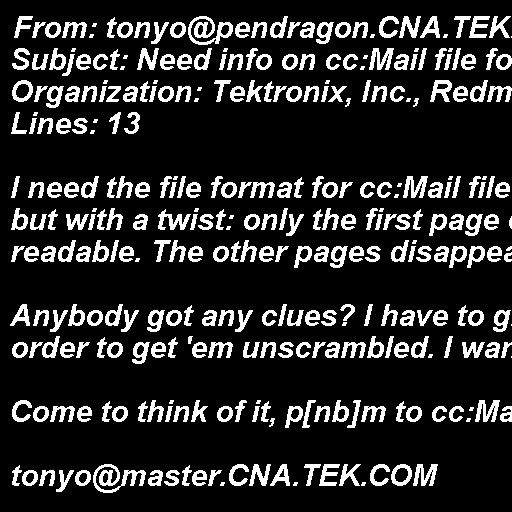 From: tonyo@pendragon.CNA.TEK.
Subject: Need info on cc:Mail file fo
Organization: Tektronix, Inc., Redm
Lines: 13
I need the file format for cc:Mail file
but with a twist: only the first page
readable. The other pages disappea
Anybody got any clues? I have to g
order to get 'em unscrambled. I wan
Come to think of it, p[nb]m to cc:Ma
tonyo@master.CNA.TEK.COM